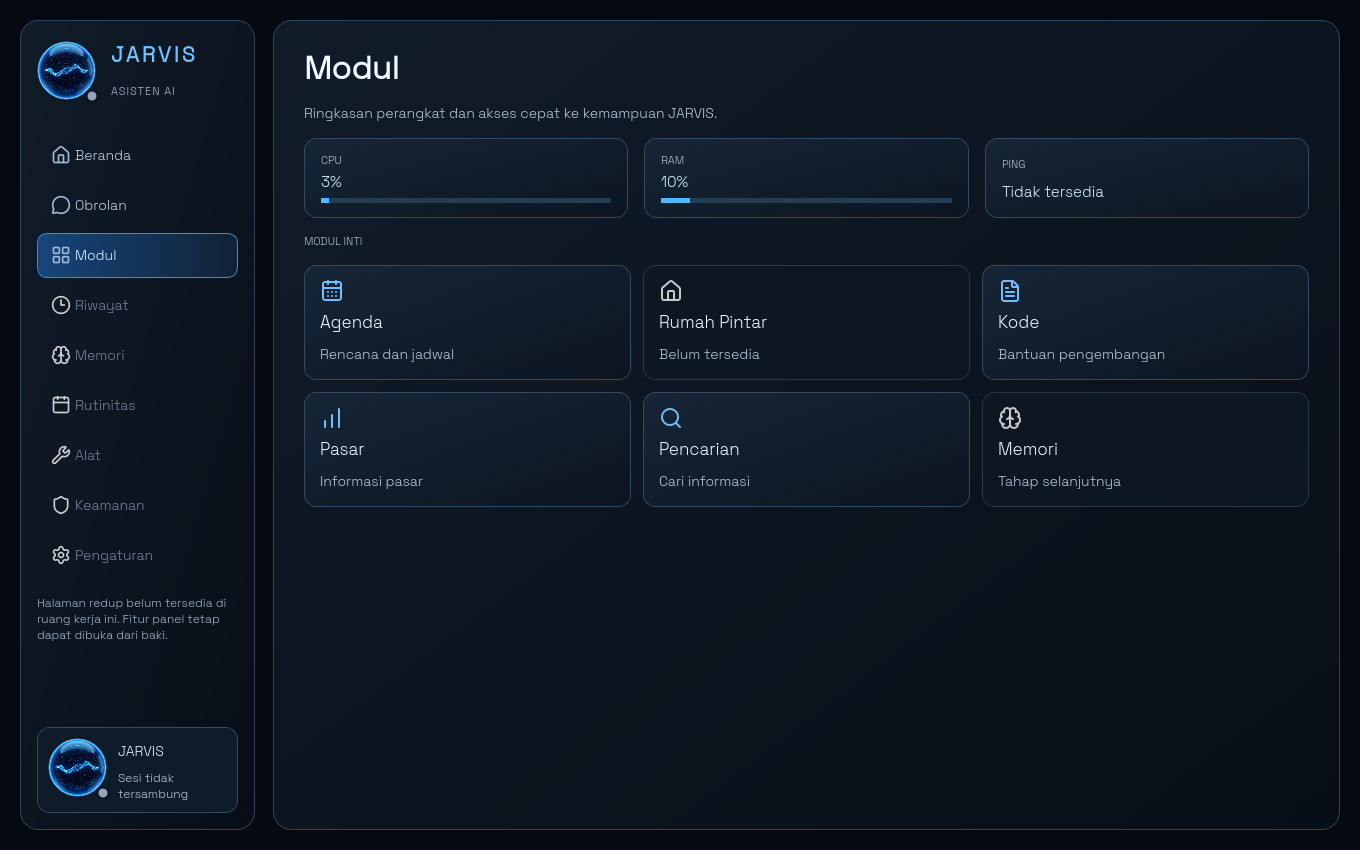 JARVIS
ASISTEN AI
Beranda
Obrolan
Modul
Riwayat
Memori
Rutinitas
Alat
Keamanan
Pengaturan
Halaman redup belum tersedia di
ruang kerja ini. Fitur panel tetap
dapat dibuka dari baki.
JARVIS
Sesi tidak
tersambung
Modul
Ringkasan perangkat dan akses cepat ke kemampuan JARVIS.
CPU
3%
RAM
10%
PING
Tidak tersedia
MODUL INTI
Agenda
Rencana dan jadwal
Rumah Pintar
Belum tersedia
Kode
Bantuan pengembangan
Pasar
Informasi pasar
Pencarian
Cari informasi
Memori
Tahap selanjutnya